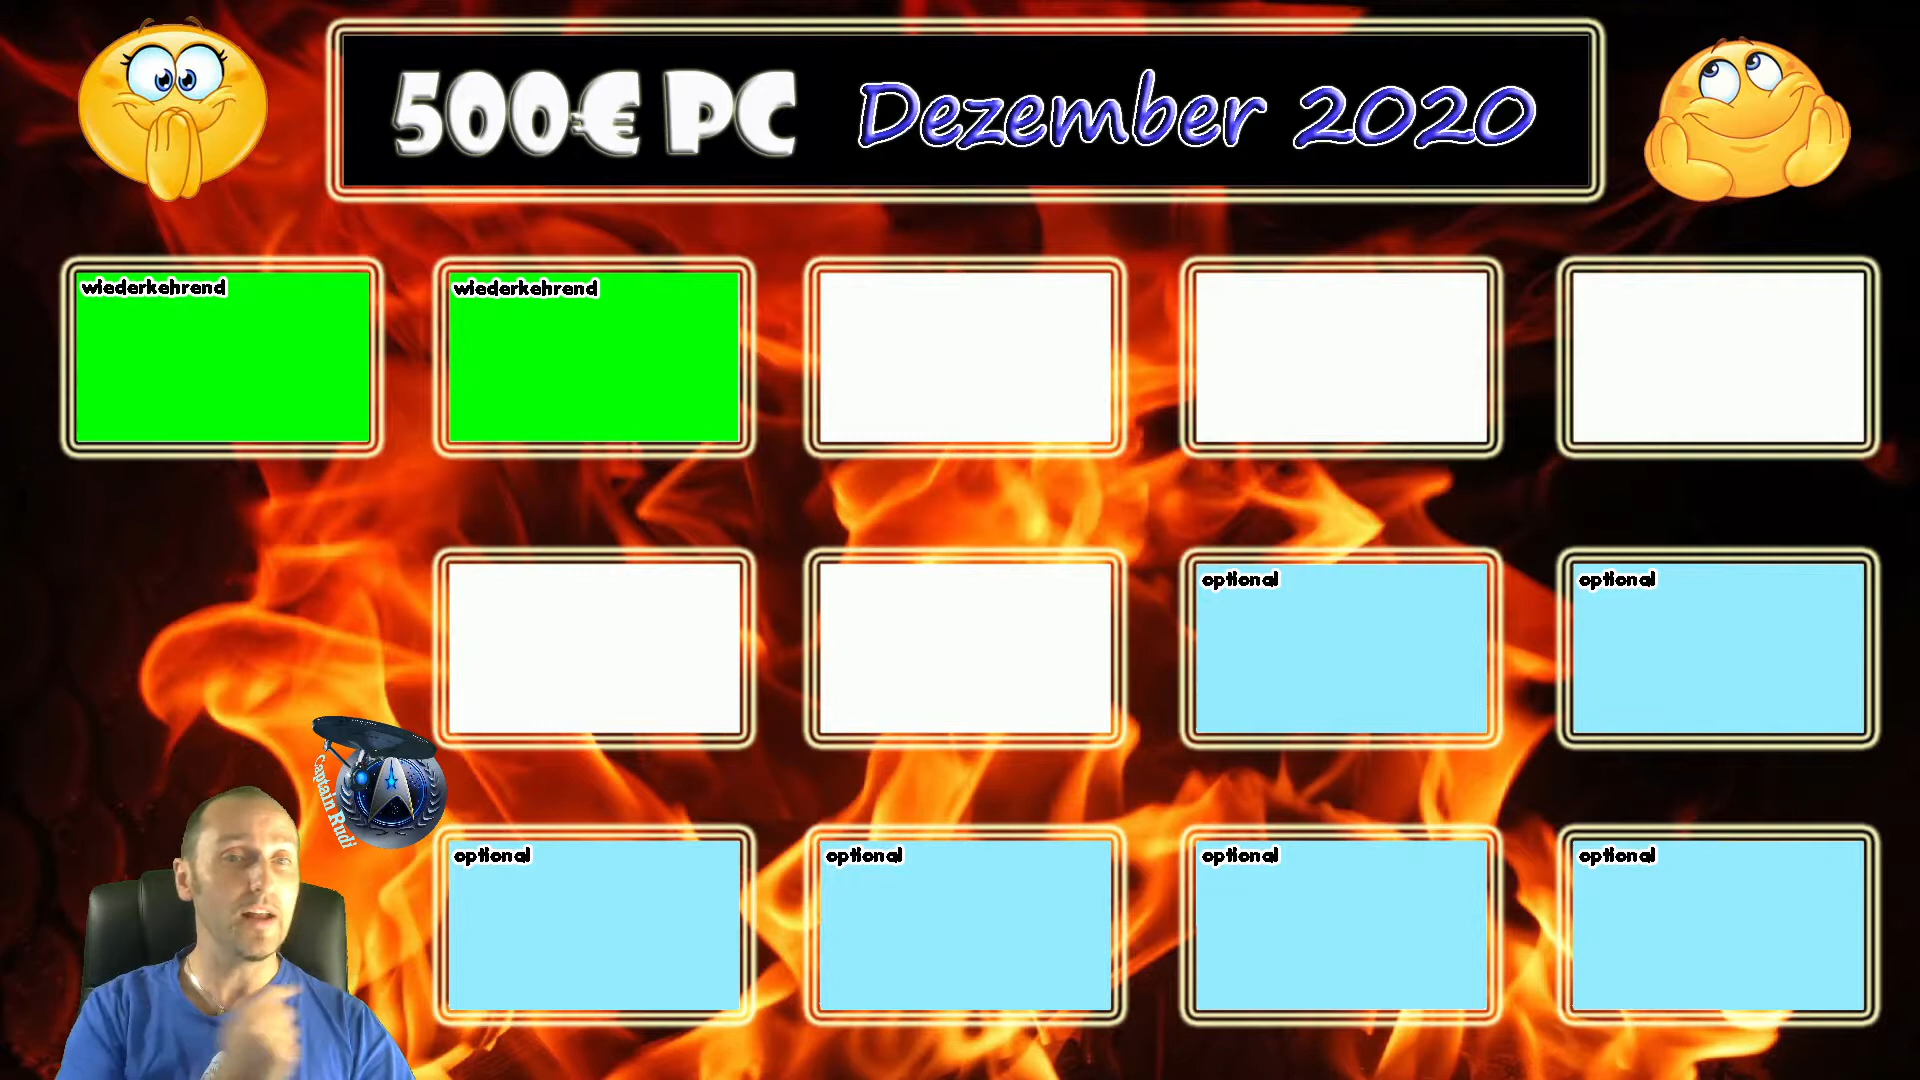 500€ PC Dezember 2020
wiederkehrend
wiederkehrend
optional
optional
Captain Rudi
optional
optional
optional
optional